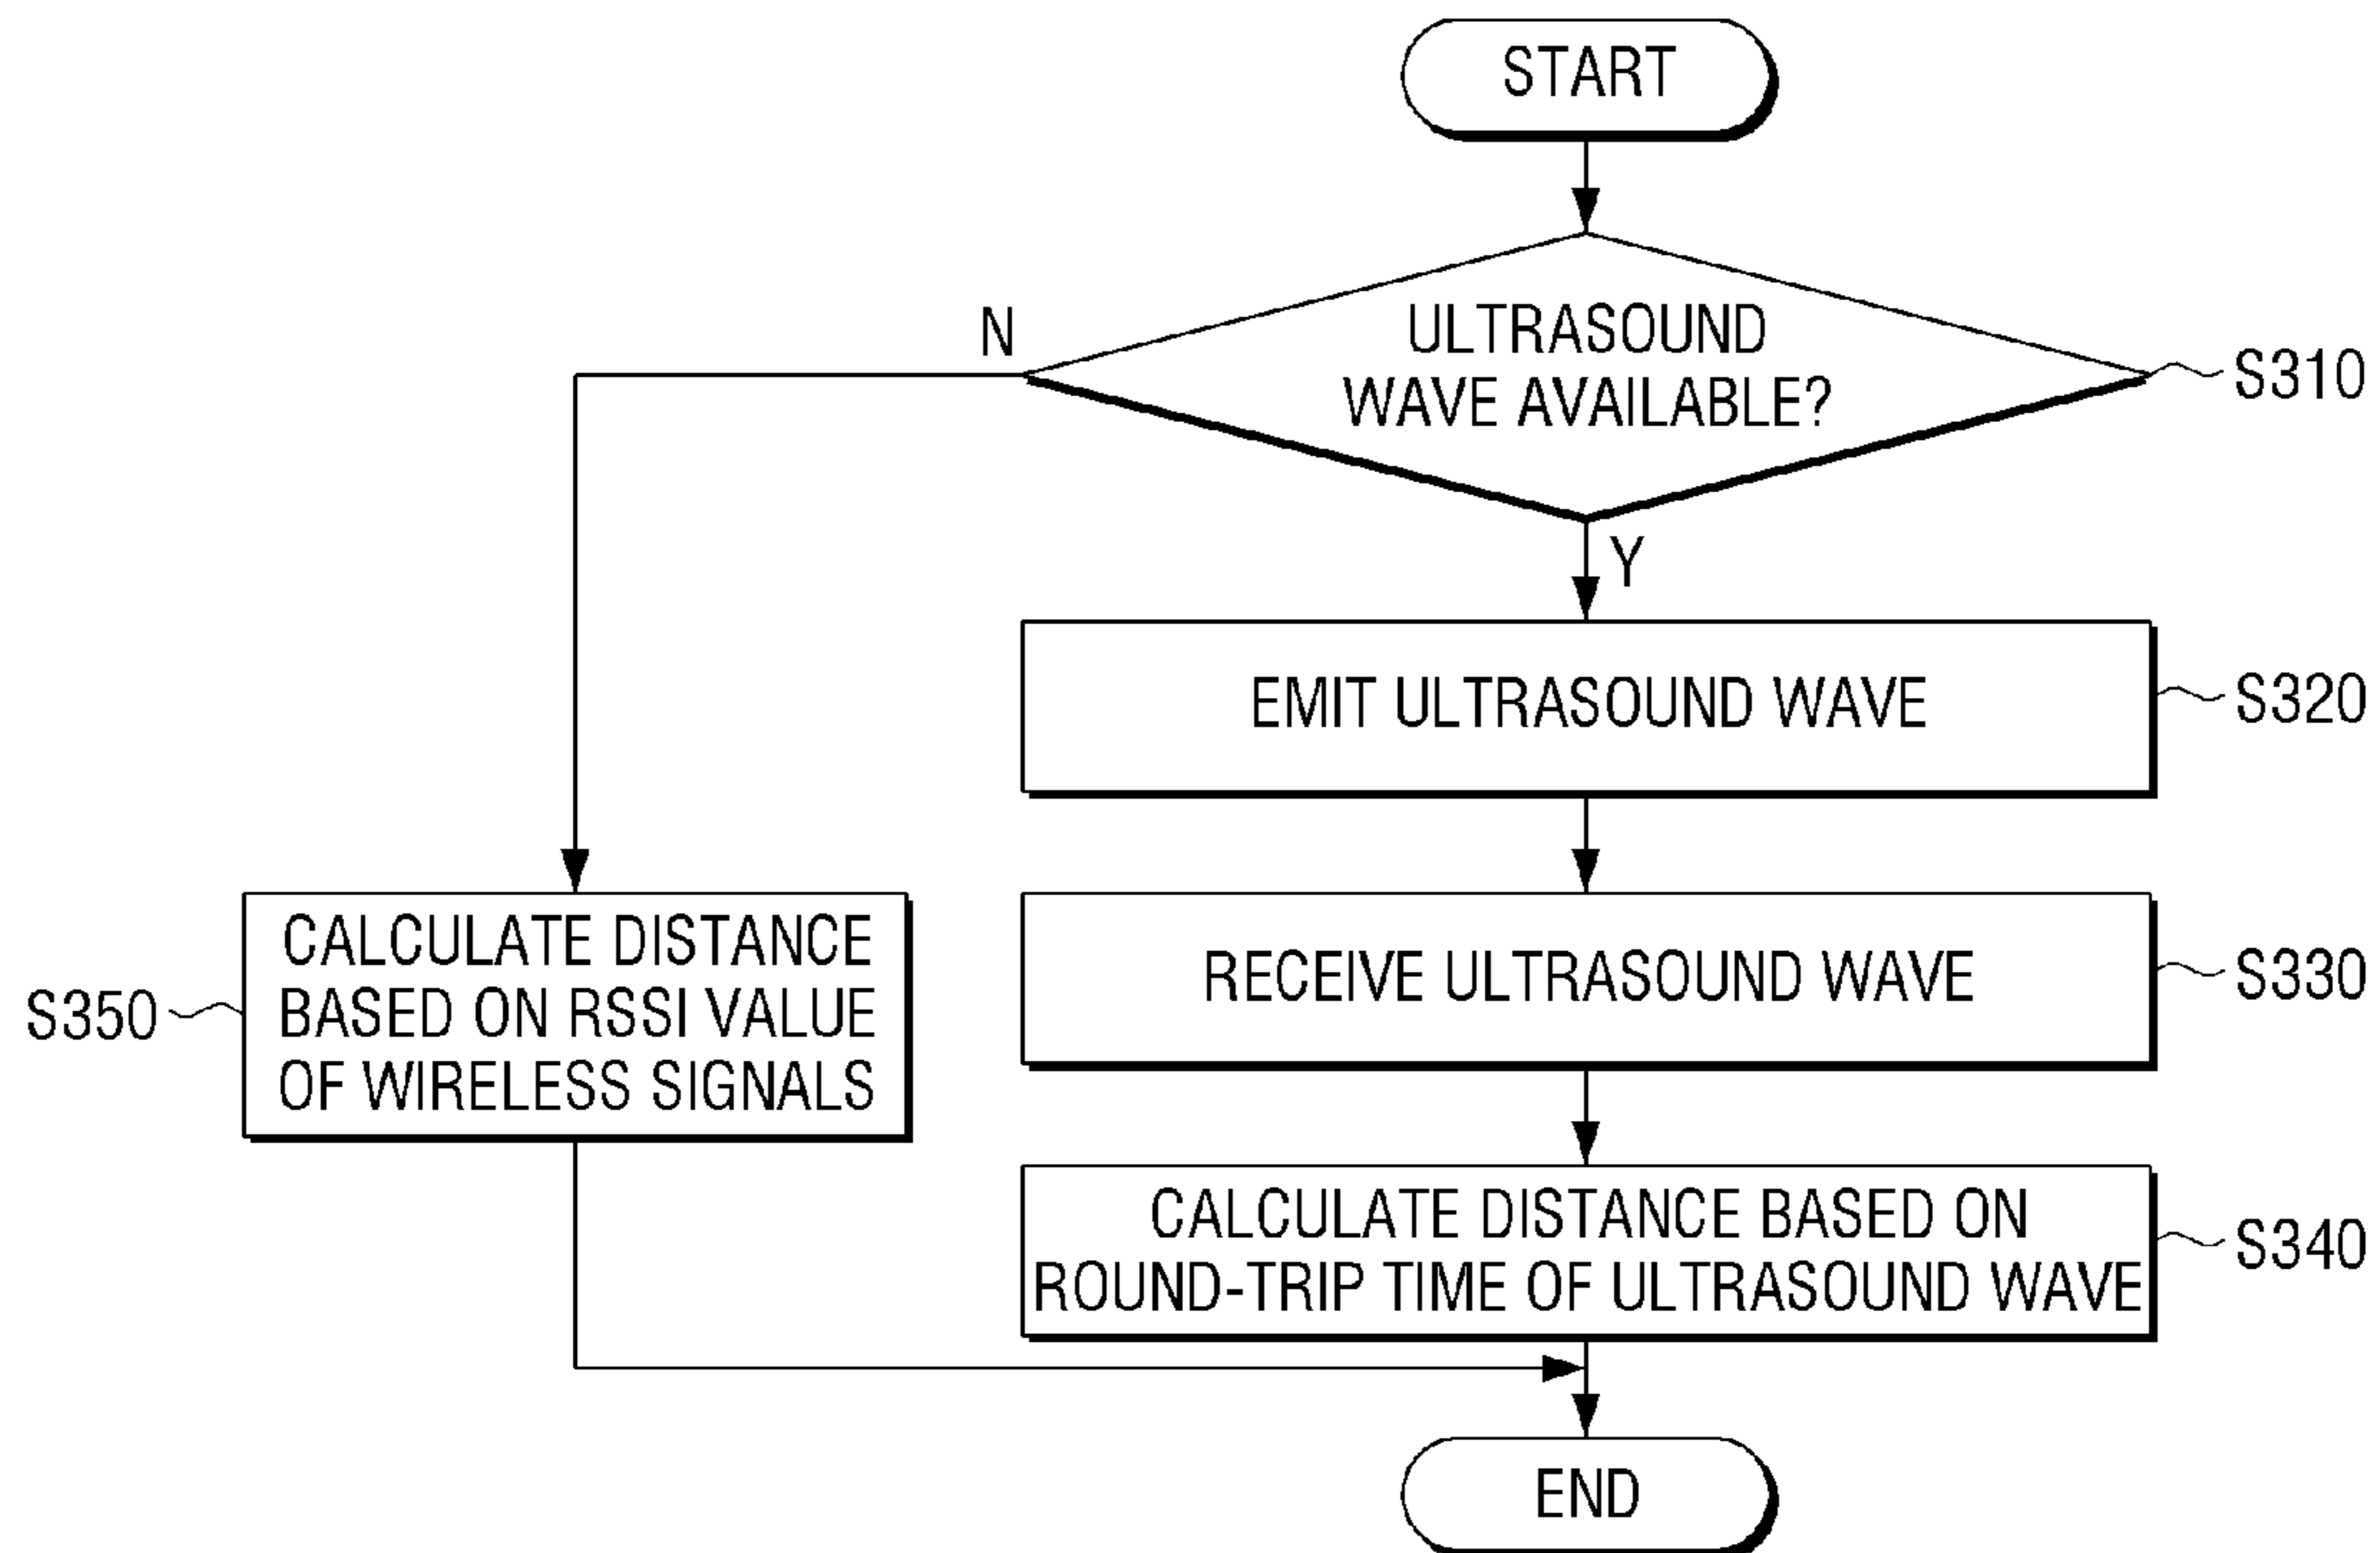 START
N
ULTRASOUND
WAVE AVAILABLE?
S310
Y
EMIT ULTRASOUND WAVE
S320
CALCULATE DISTANCE
BASED ON RSSI VALUE
OF WIRELESS SIGNALS
S350
RECEIVE ULTRASOUND WAVE
S330
CALCULATE DISTANCE BASED ON
ROUND-TRIP TIME OF ULTRASOUND WAVE
S340
END